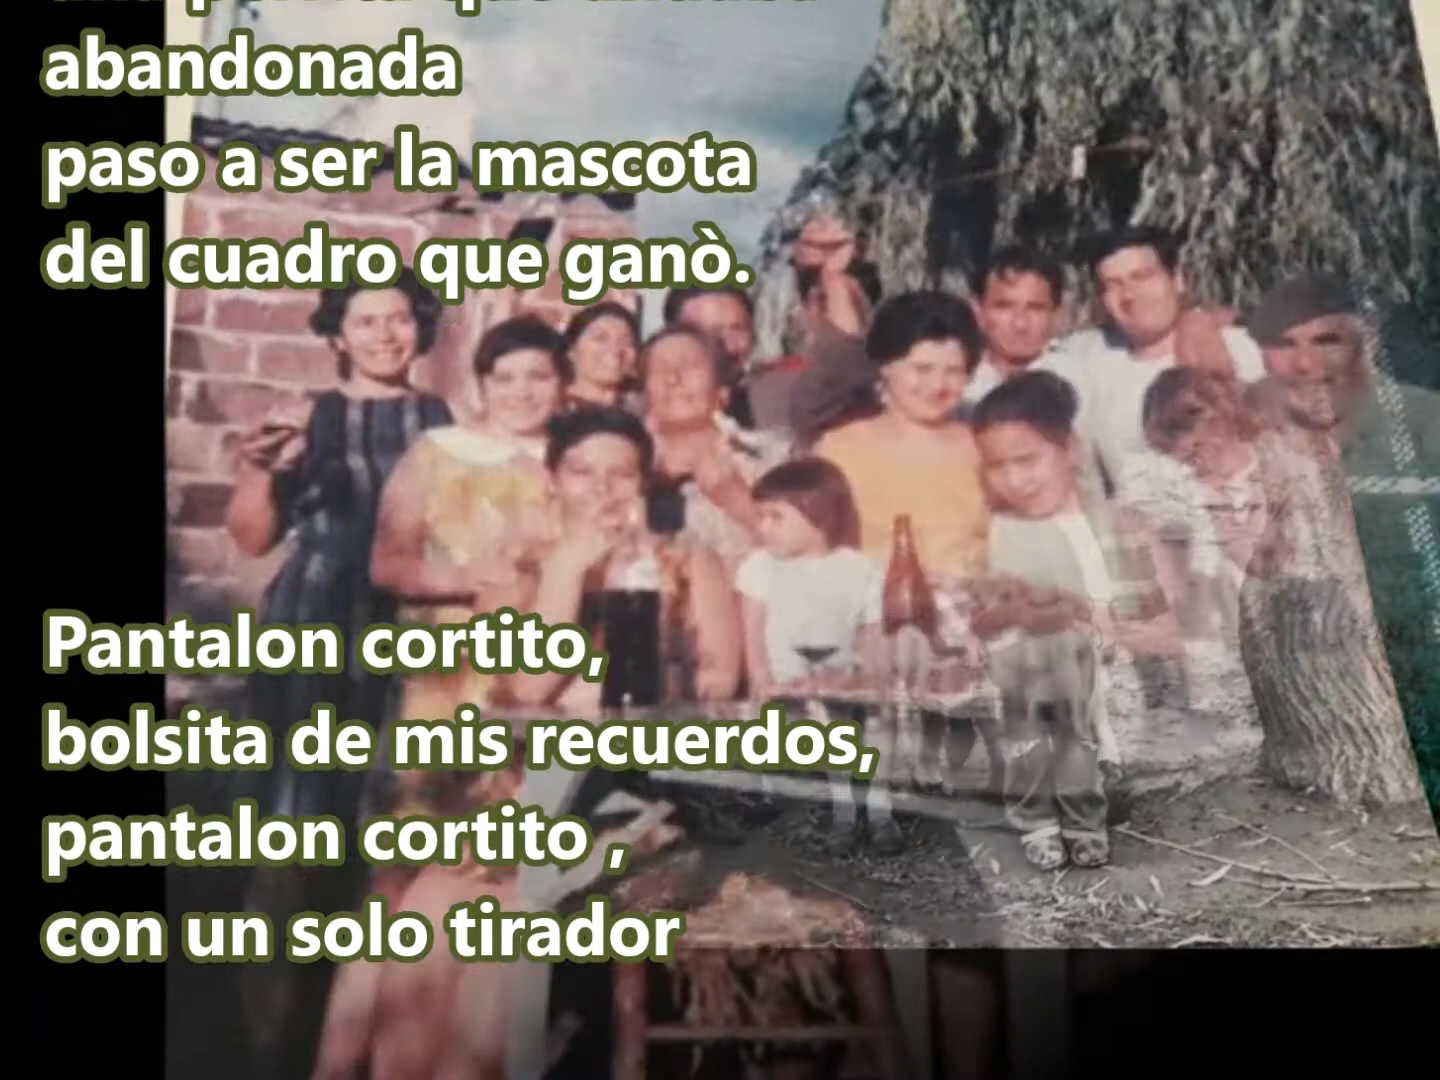 abandonada
paso a ser la mascota
del cuadro que ganò.
Pantalon cortito,
bolsita de mis recuerdos,
pantalon cortito ,
con un solo tirador